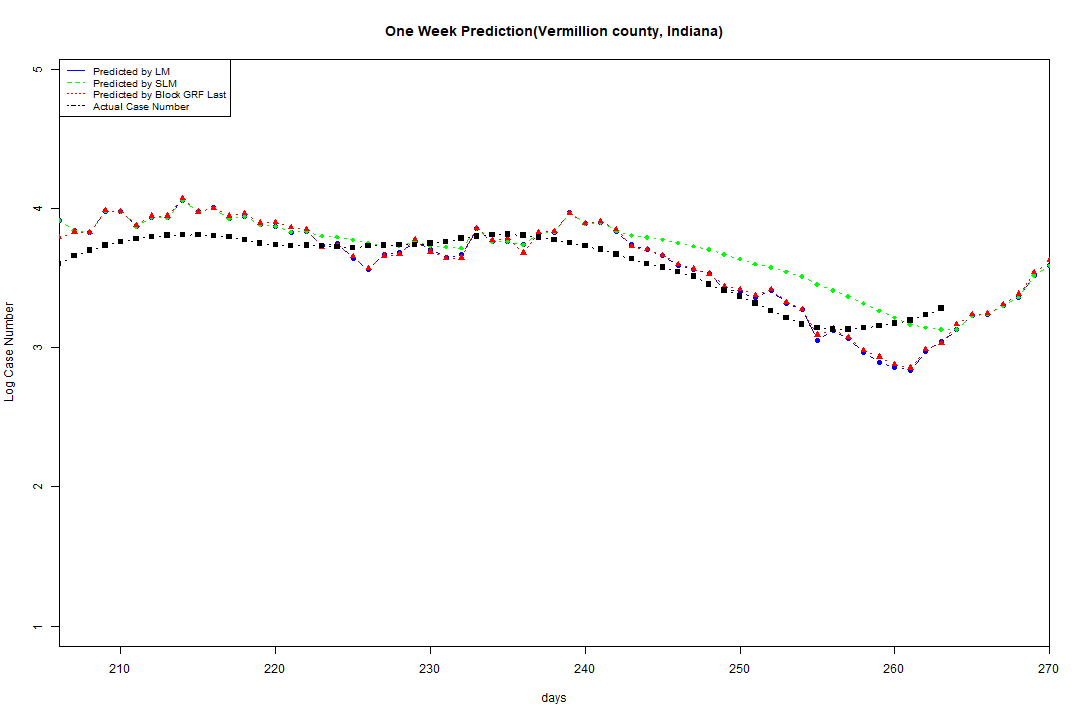 One Week Prediction(Vermillion county, Indiana)
5
Predicted by LM
Predicted by SLM
Predicted by Block GRF Last
Actual Case Number
4
3
2
1
Log Case Number
210 220 230 240 250 260 270
days